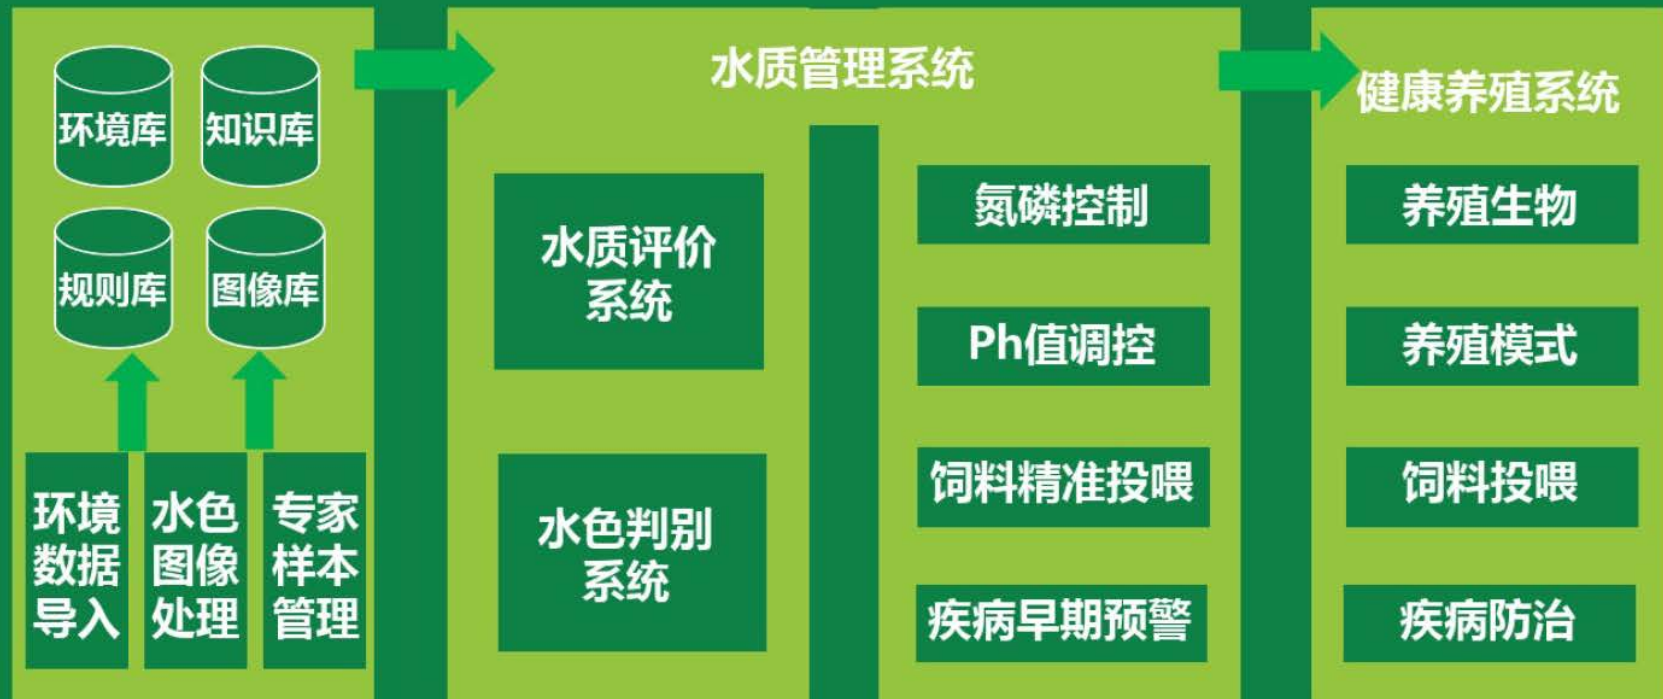 环境库
知识库
规则库
图像库
环境
数据
导入
水色
图像
处理
专家
样本
管理
水质管理系统
水质评价
系统
水色判别
系统
氮磷控制
Ph值调控
饲料精准投喂
疾病早期预警
健康养殖系统
养殖生物
养殖模式
饲料投喂
疾病防治